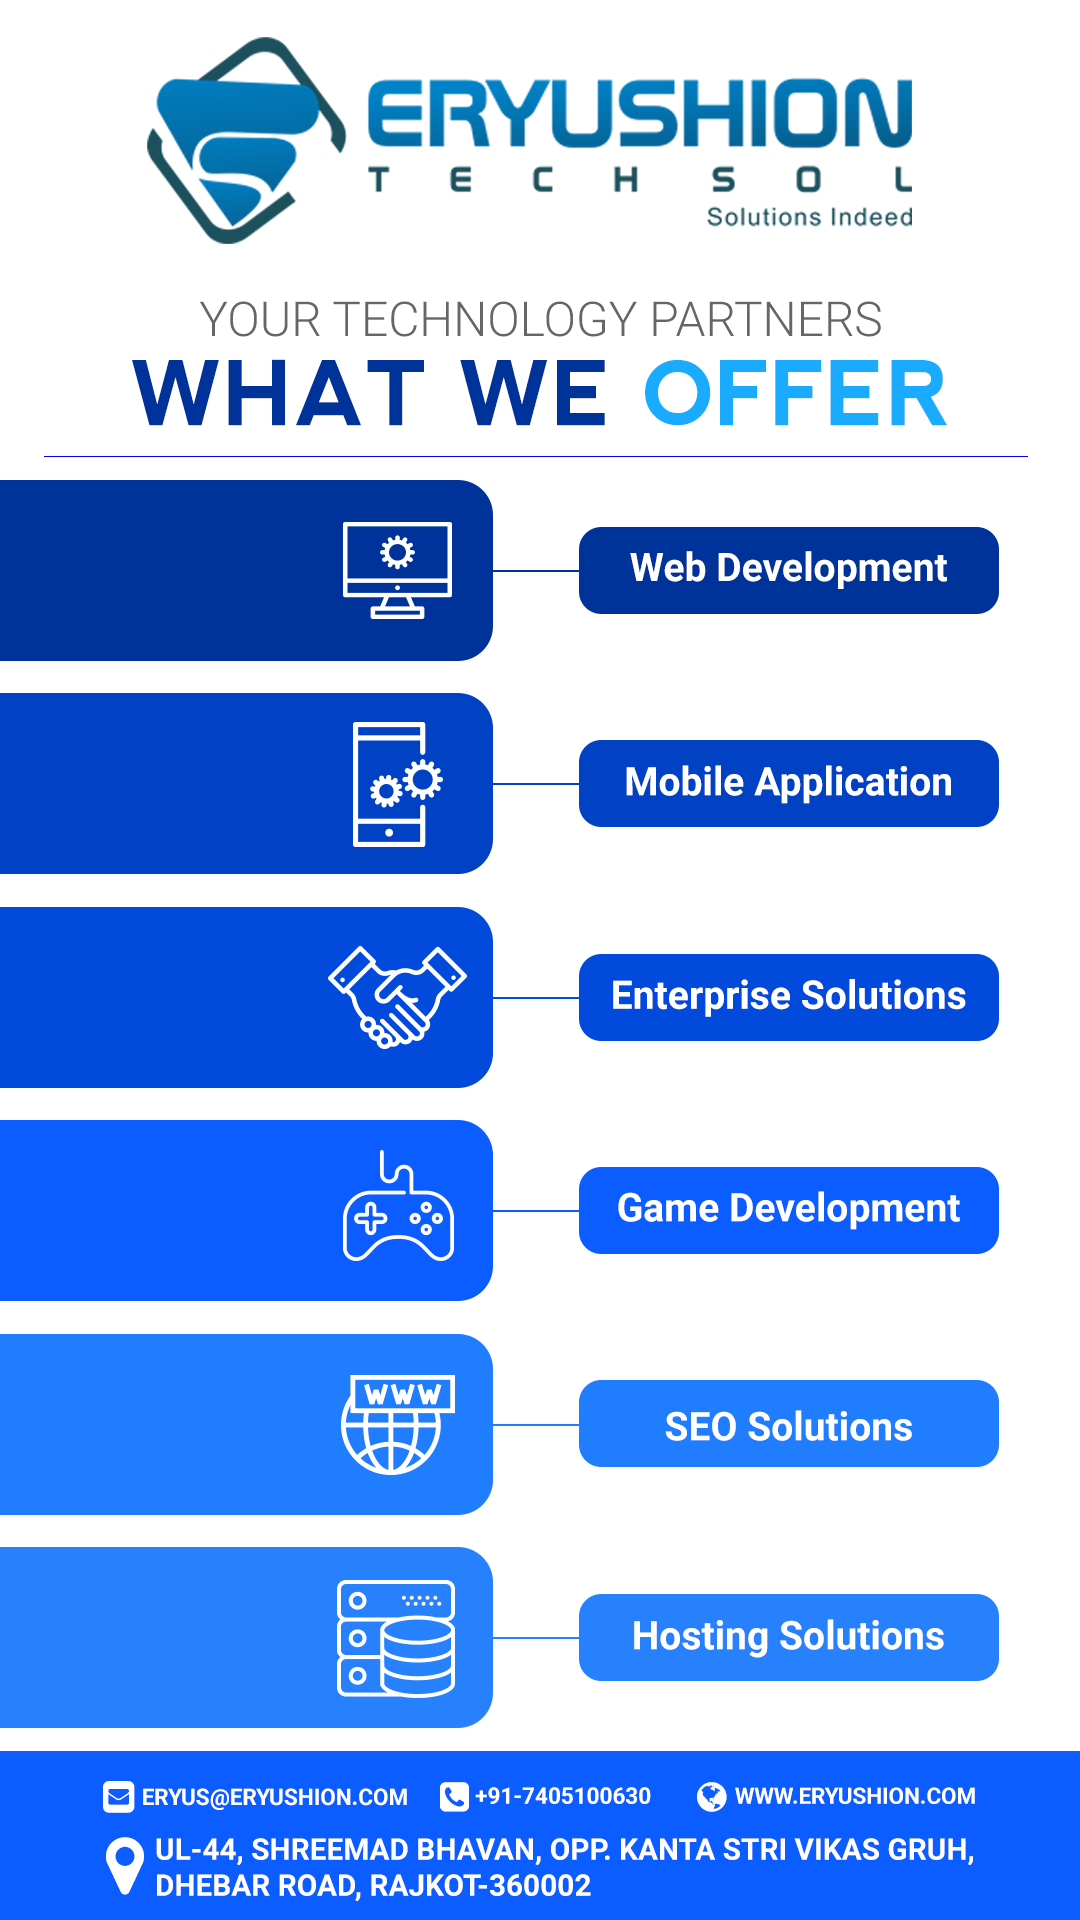 ERYUSHION
TECHSOL
Solutions Indeed
YOUR TECHNOLOGY PARTNERS
WHAT WE OFFER
Web Development
Mobile Application
Enterprise Solutions
Game Development
WWW
SEO Solutions
Hosting Solutions
ERYUS@ERYUSHION.COM +91-7405100630 WWW.ERYUSHION.COM
UL-44, SHREEMAD BHAVAN, OPP. KANTA STRI VIKAS GRUH,
DHEBAR ROAD, RAJKOT-360002